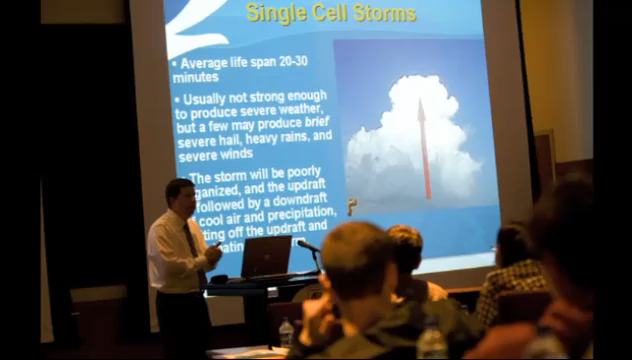 Single Cell Storms
• Average life span 20-30
minutes
• Usually not strong enough
to produce severe weather,
but a few may produce brief
severe hail, heavy rains, and
severe winds
The storm will be poorly
ganized, and the updraft
followed by a downdraft
cool air and precipitation,
ting off the updraft and